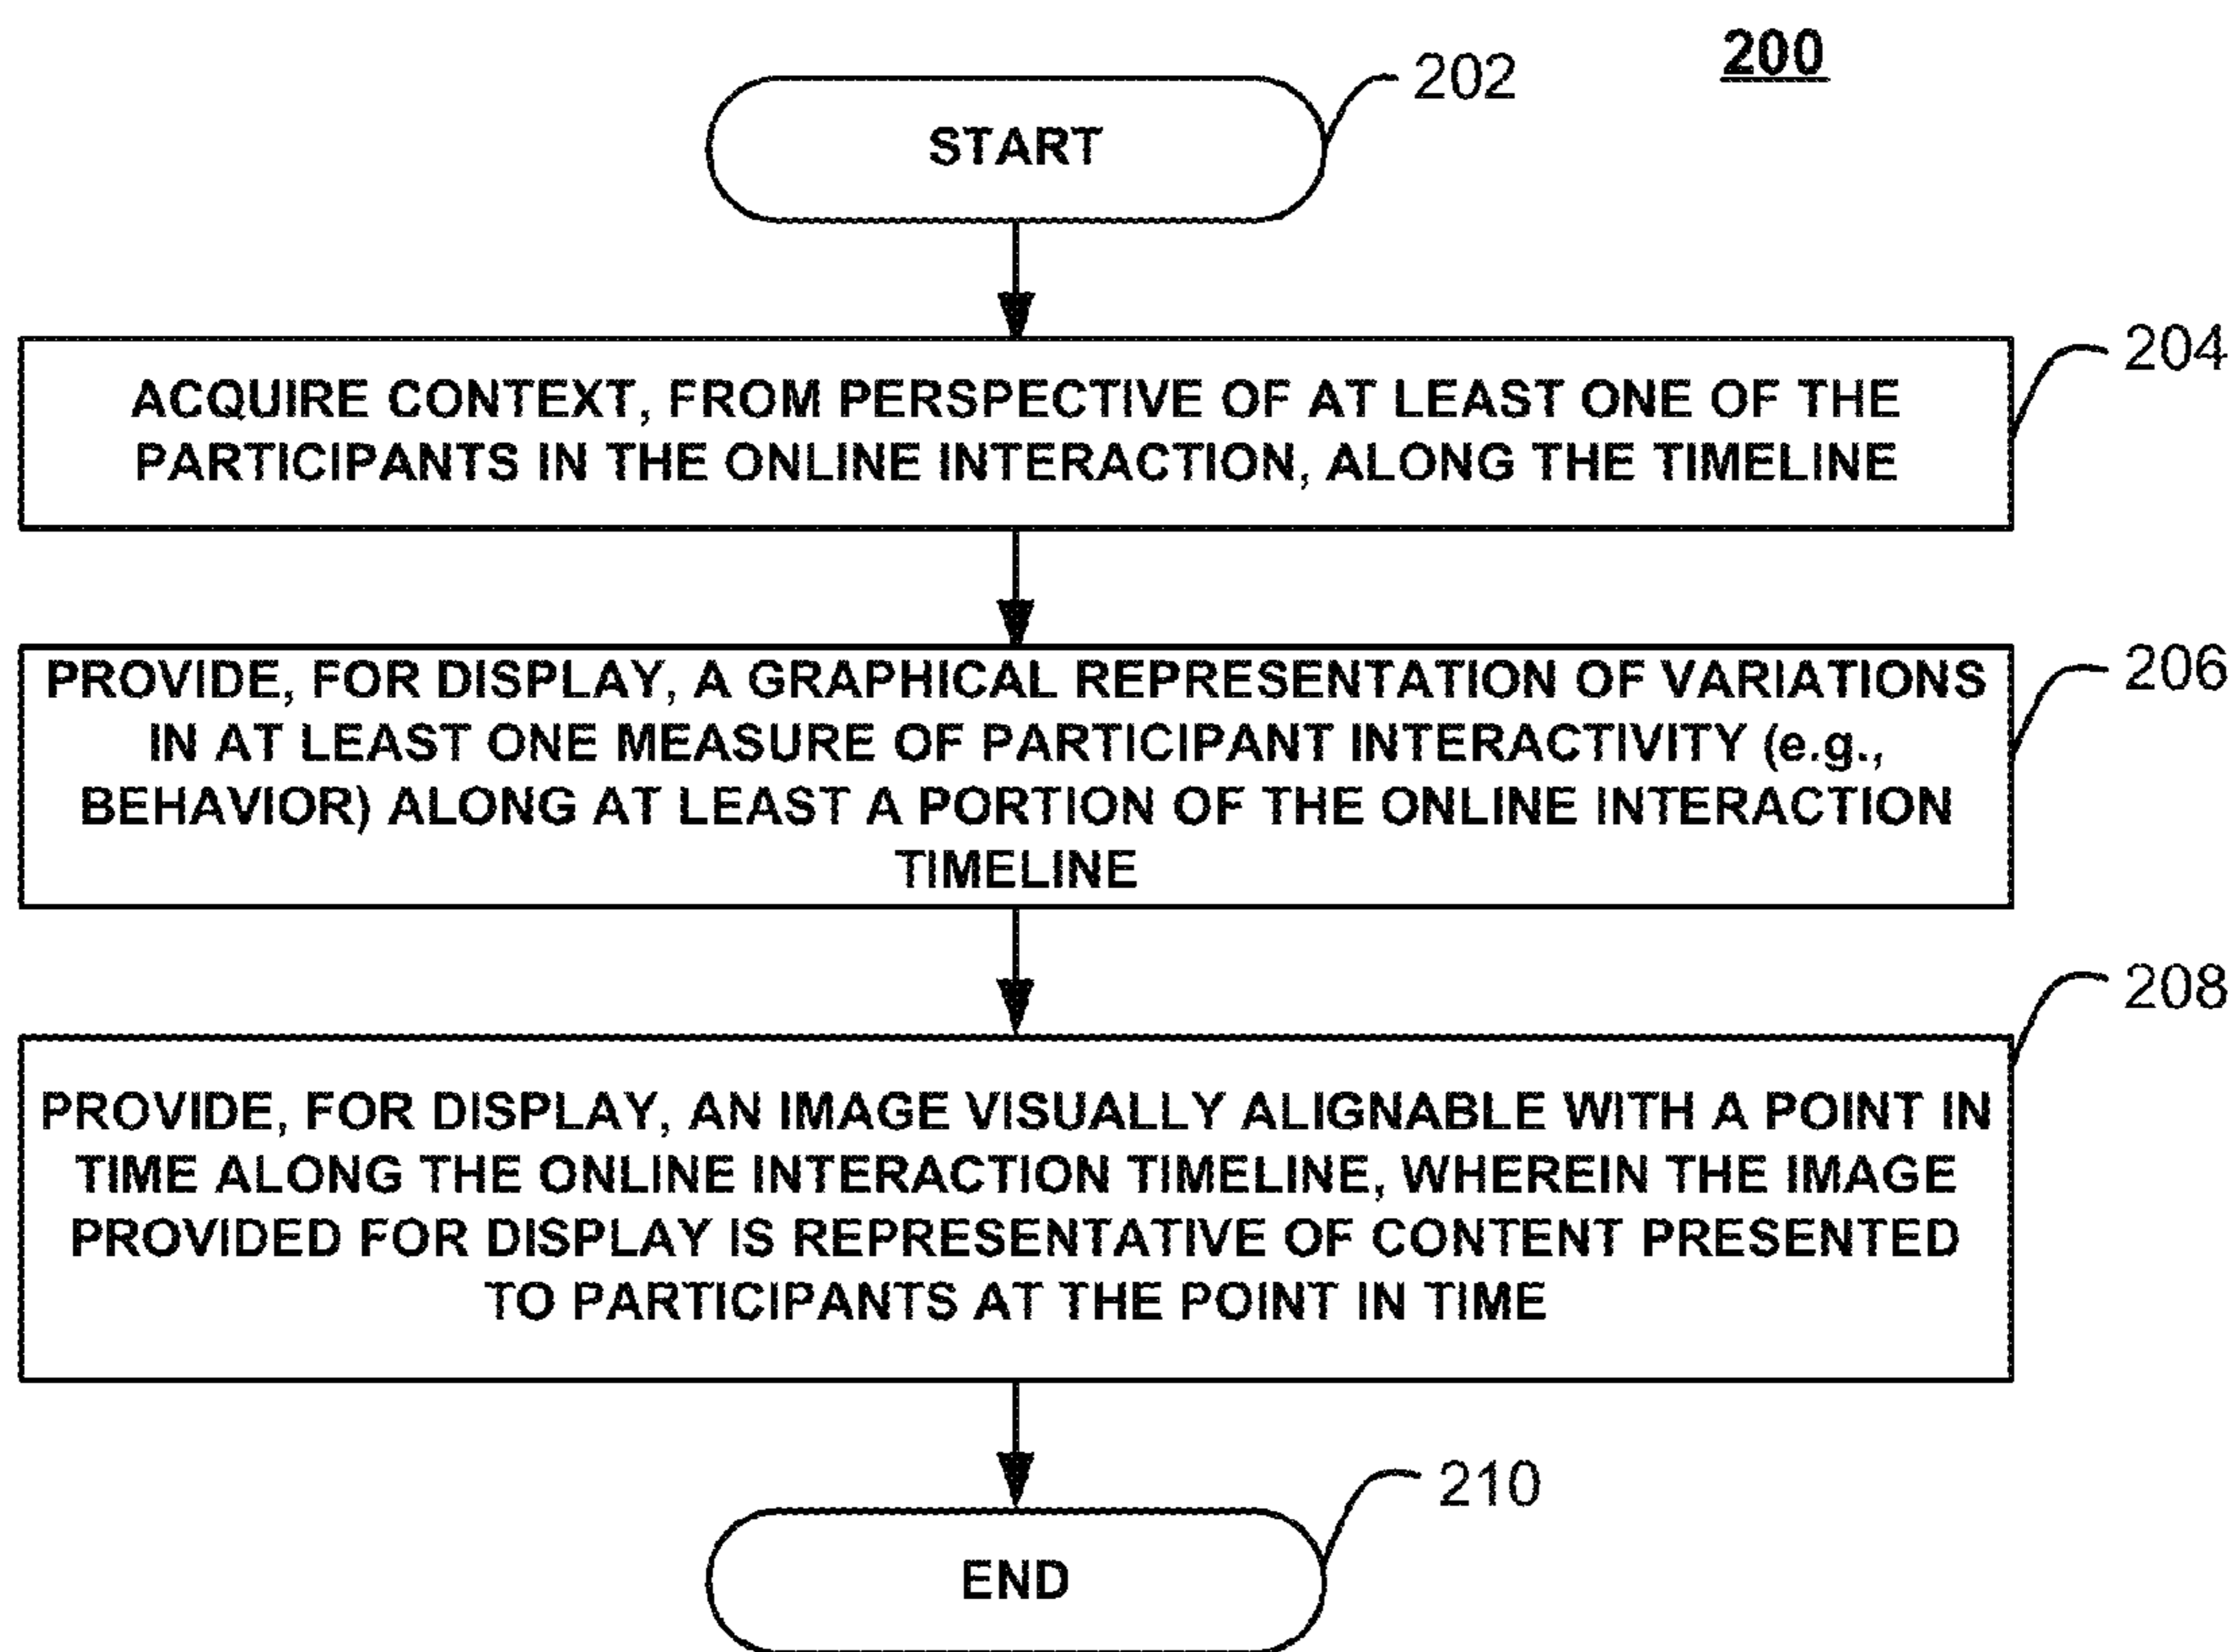 200
202
START
204
ACQUIRE CONTEXT, FROM PERSPECTIVE OF AT LEAST ONE OF THE
PARTICIPANTS IN THE ONLINE INTERACTION, ALONG THE TIMELINE
206
PROVIDE, FOR DISPLAY, A GRAPHICAL REPRESENTATION OF VARIATIONS
IN AT LEAST ONE MEASURE OF PARTICIPANT INTERACTIVITY (e.g.,
BEHAVIOR) ALONG AT LEAST A PORTION OF THE ONLINE INTERACTION
TIMELINE
208
PROVIDE, FOR DISPLAY, AN IMAGE VISUALLY ALIGNABLE WITH A POINT IN
TIME ALONG THE ONLINE INTERACTION TIMELINE, WHEREIN THE IMAGE
PROVIDED FOR DISPLAY IS REPRESENTATIVE OF CONTENT PRESENTED
TO PARTICIPANTS AT THE POINT IN TIME
210
END